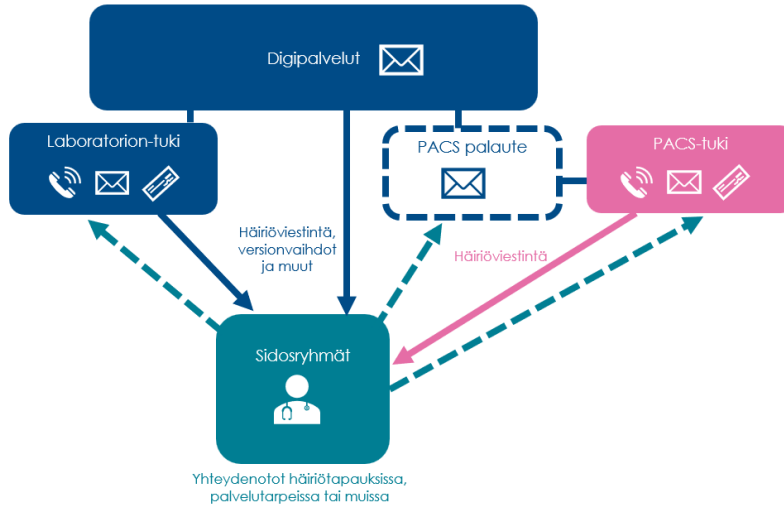 Digipalvelut
Laboratorion-tuki
PACS palaute
PACS-tuki
Häiriöviestintä,
versionvaihdot
ja muut
Häiriöviestintä
Sidosryhmät
Yhteydenotot häiriötapauksissa,
palvelutarpeissa tai muissa